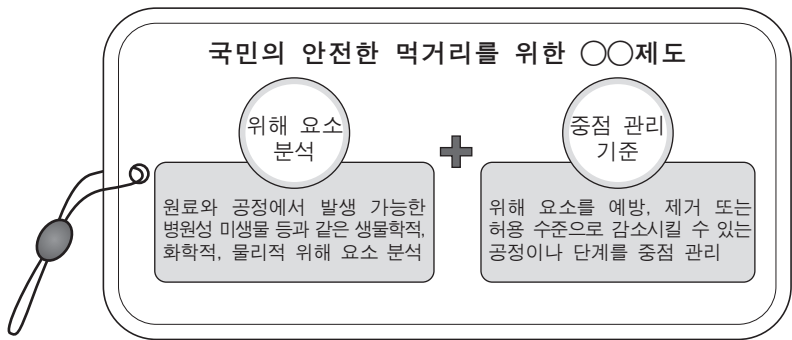 국민의 안전한 먹거리를 위한 ○○제도
위해 요소
분석
중점 관리
기준
원료와 공정에서 발생 가능한
병원성 미생물 등과 같은 생물학적,
화학적, 물리적 위해 요소 분석
위해 요소를 예방, 제거 또는
허용 수준으로 감소시킬 수 있는
공정이나 단계를 중점 관리